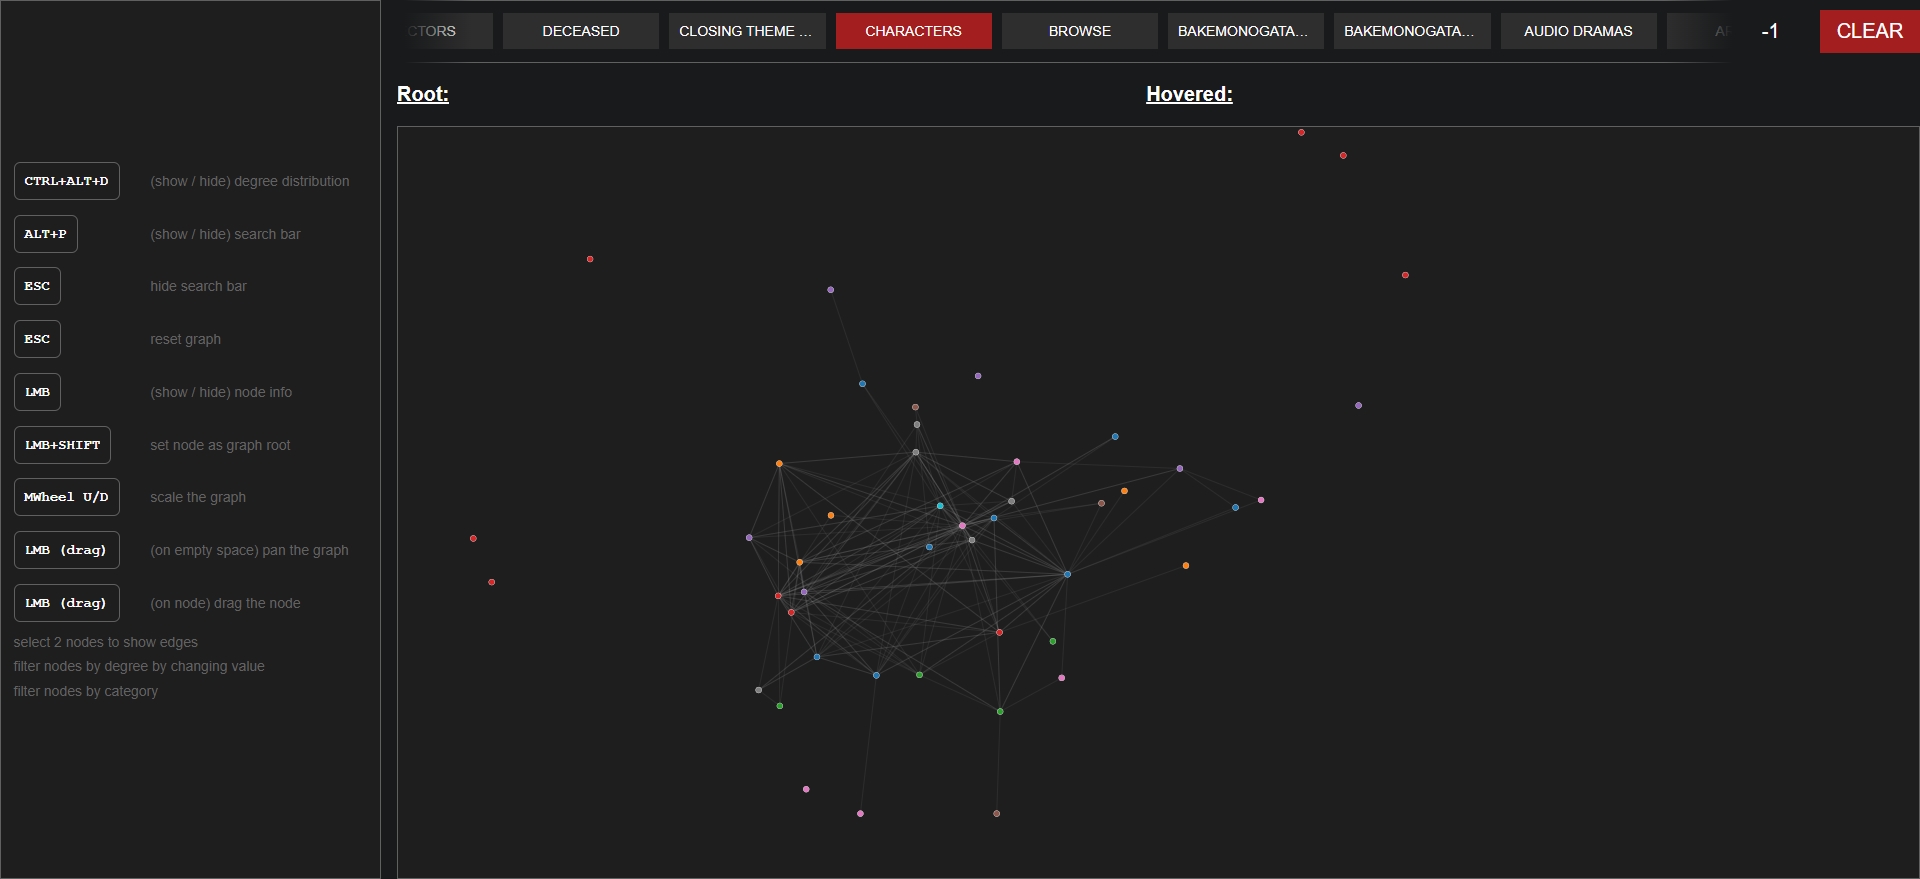 CTORS DECEASED CLOSING THEME ... CHARACTERS BROWSE BAKEMONOGATA... BAKEMONOGATA... AUDIO DRAMAS -1 CLEAR
Root: Hovered:
CTRL+ALT+D (show / hide) degree distribution
ALT+P (show / hide) search bar
ESC hide search bar
ESC reset graph
LMB (show / hide) node info
LMB+SHIFT set node as graph root
MWheel U/D scale the graph
LMB (drag) (on empty space) pan the graph
LMB (drag) (on node) drag the node
select 2 nodes to show edges
filter nodes by degree by changing value
filter nodes by category